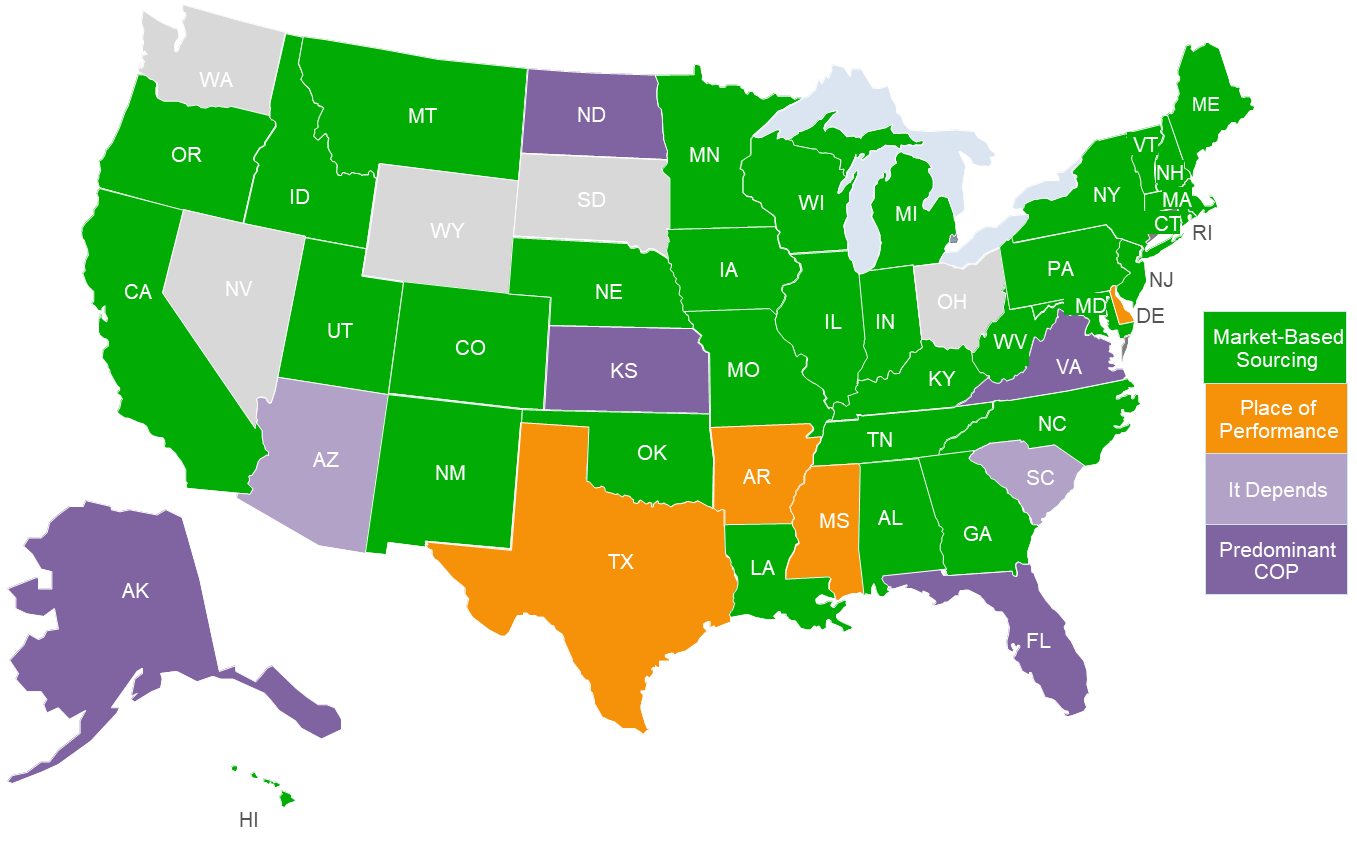 WA
MT
ND
ME
OR
MN
VT
ID
SD
WI
MI
NY
NH
WY
MA
CT
RI
IA
PA
CA
NV
NE
NJ
OH
MD
DE
UT
IL
IN
CO
WV
KS
MO
KY
VA
Market-Based
Sourcing
Place of
Performance
It Depends
Predominant
COP
AZ
NM
OK
TN
NC
AR
SC
MS
AL
GA
TX
LA
AK
FL
HI